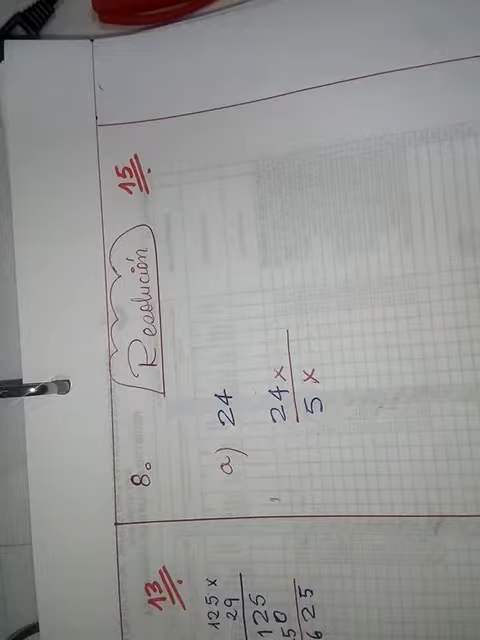 13
125 x
29
125
50
625
Resolución
8.
a) 24
24 x
5 x
15